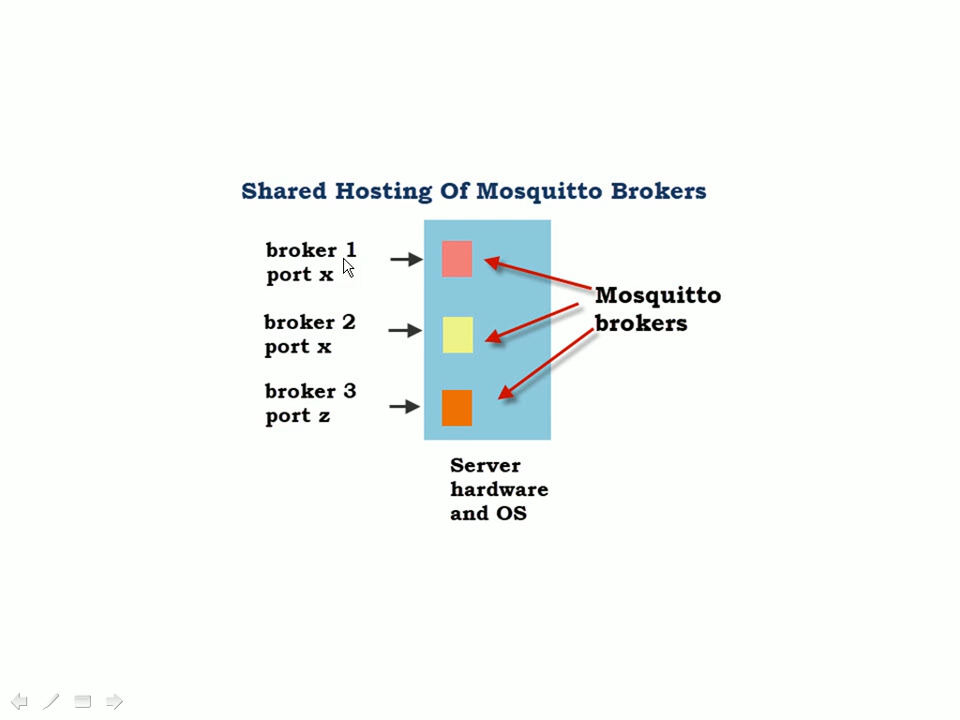 Shared Hosting Of Mosquitto Brokers
broker 1
port x
broker 2
port x
broker 3
port z
Mosquitto
brokers
Server
hardware
and OS